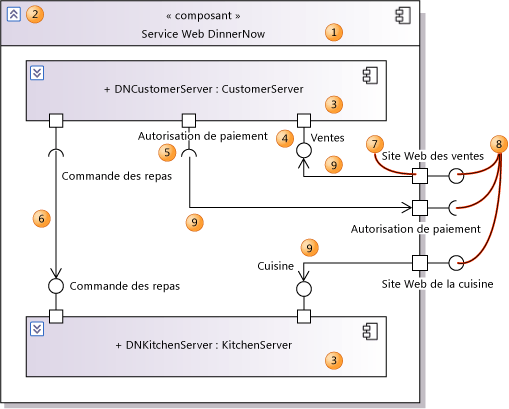 2
« composant »
Service Web DinnerNow
1
+ DNCustomerServer : CustomerServer
3
Autorisation de paiement
4
Ventes
7
8
5
9
Site Web des ventes
Commande des repas
6
9
Autorisation de paiement
9
Cuisine
Commande des repas
Site Web de la cuisine
+ DNKitchenServer : KitchenServer
3